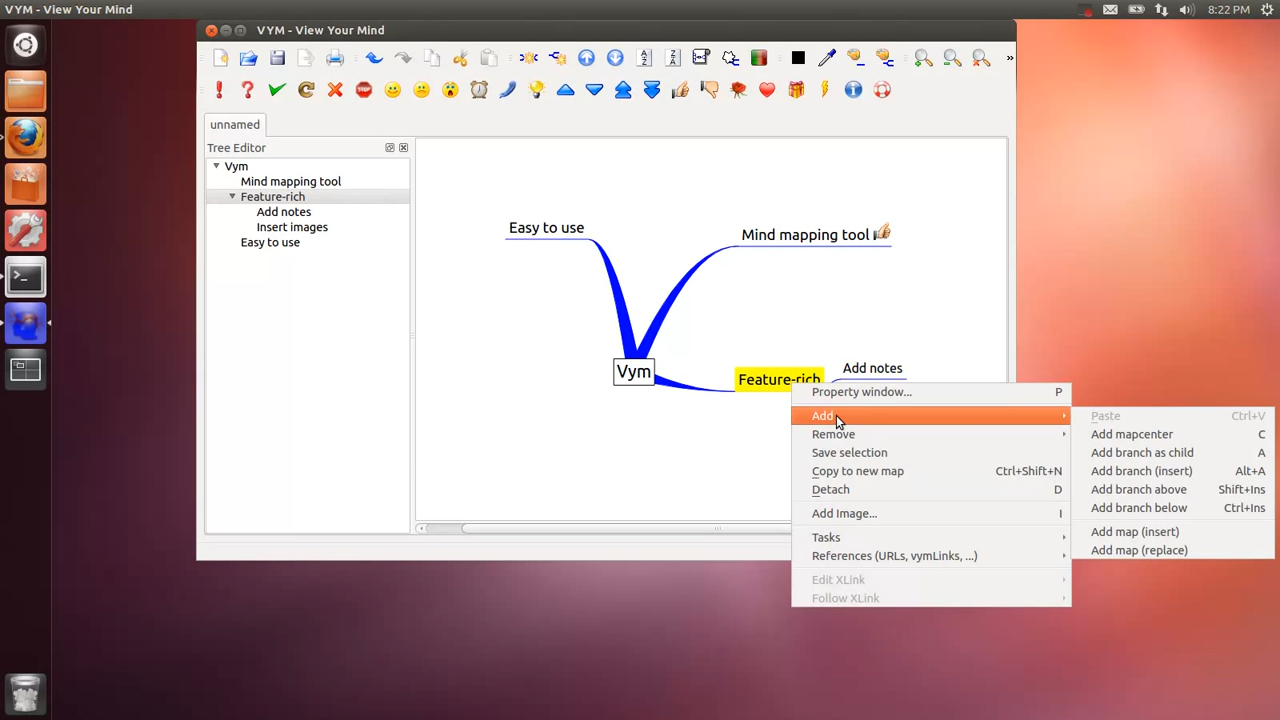 VYM - View Your Mind
8:22 PM
VYM - View Your Mind
unnamed
Tree Editor
Vym
Mind mapping tool
Feature-rich
Add notes
Insert images
Easy to use
Easy to use
Mind mapping tool
Vym
Feature-rich
Add notes
Property window... P
Add
Remove
Save selection
Copy to new map Ctrl+Shift+N
Detach D
Add Image... I
Tasks
References (URLs, vymLinks, ...)
Edit XLink
Follow XLink
Paste Ctrl+V
Add mapcenter C
Add branch as child A
Add branch (insert) Alt+A
Add branch above Shift+Ins
Add branch below Ctrl+Ins
Add map (insert)
Add map (replace)